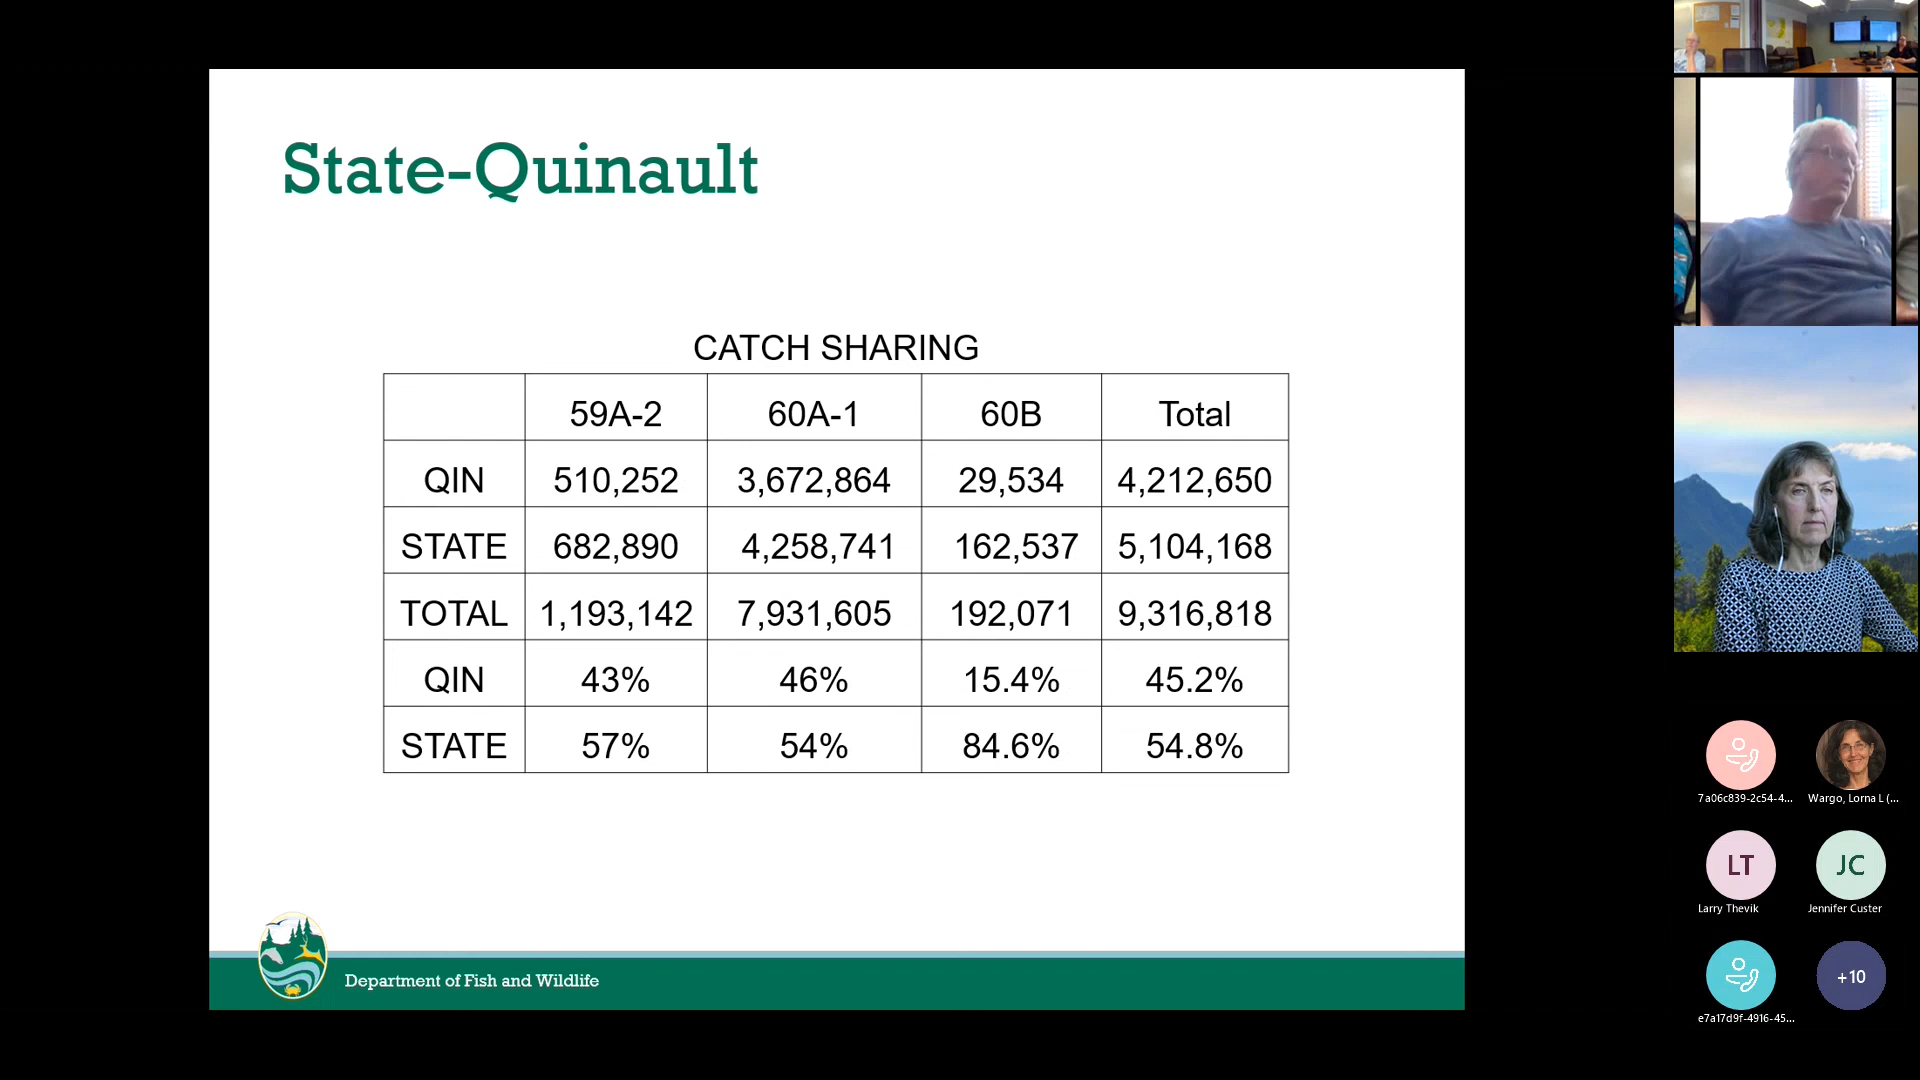 State-Quinault
CATCH SHARING
59A-2 60A-1 60B Total
QIN 510,252 3,672,864 29,534 4,212,650
STATE 682,890 4,258,741 162,537 5,104,168
TOTAL 1,193,142 7,931,605 192,071 9,316,818
QIN 43% 46% 15.4% 45.2%
STATE 57% 54% 84.6% 54.8%
Department of Fish and Wildlife
7a06c839-2c54-4... Wargo, Lorna L (...
LT JC
Larry Thevik Jennifer Custer
+10
e7a17d9f-4916-45...